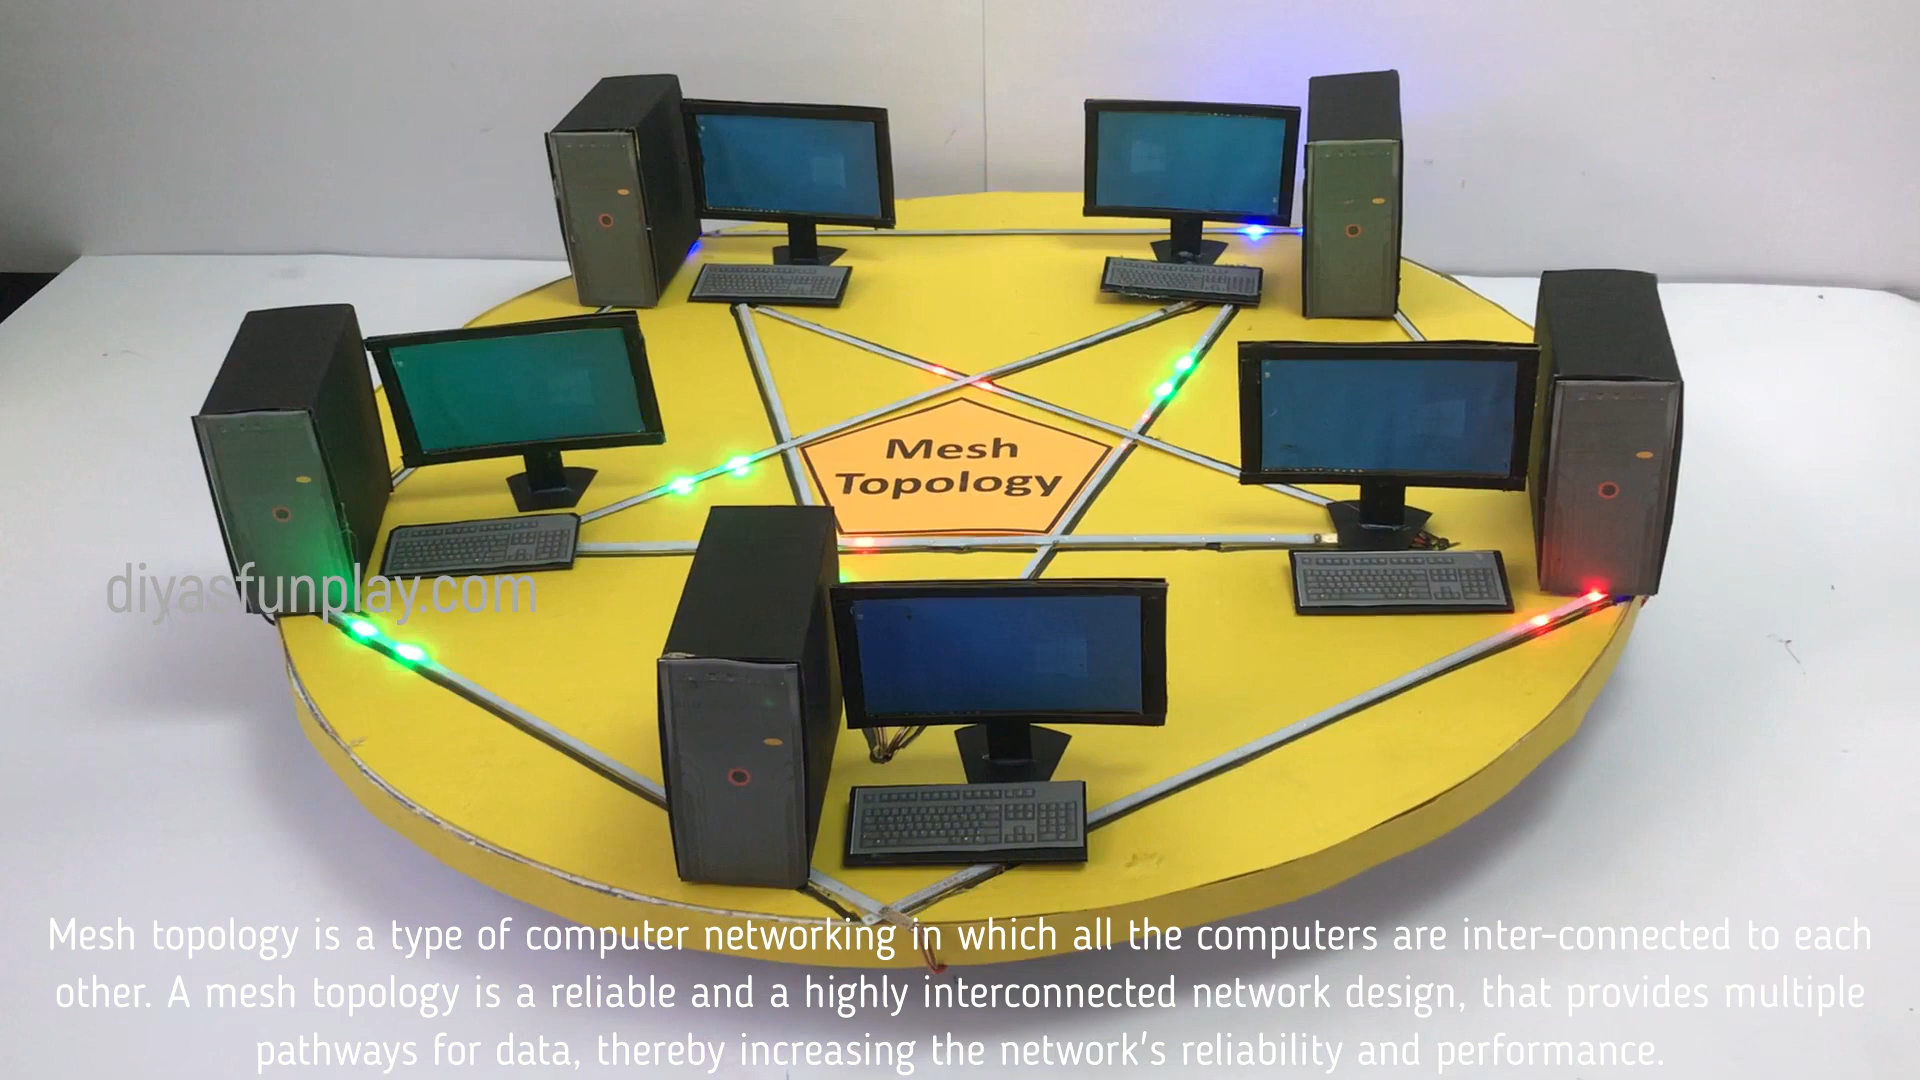 Mesh
Topology
diyasfunplay.com
Mesh topology is a type of computer networking in which all the computers are inter-connected to each
other. A mesh topology is a reliable and a highly interconnected network design, that provides multiple
pathways for data, thereby increasing the network's reliability and performance.